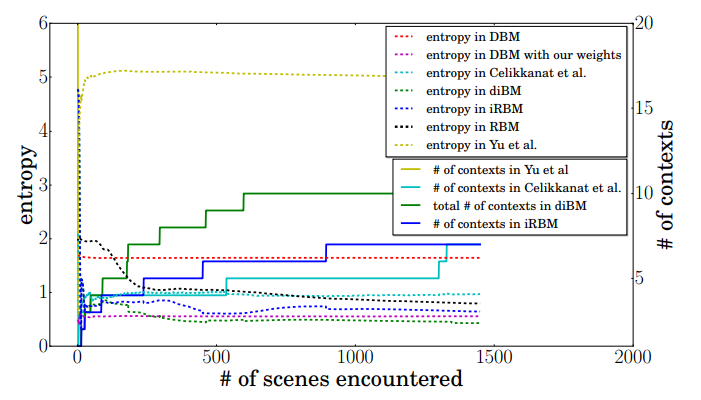 6
5
4
3
2
1
0
entropy
20
15
10
5
# of contexts
entropy in DBM
entropy in DBM with our weights
entropy in Celikkanat et al.
entropy in diBM
entropy in iRBM
entropy in RBM
entropy in Yu et al.
# of contexts in Yu et al
# of contexts in Celikkanat et al.
total # of contexts in diBM
# of contexts in iRBM
0 500 1000 1500 2000
# of scenes encountered